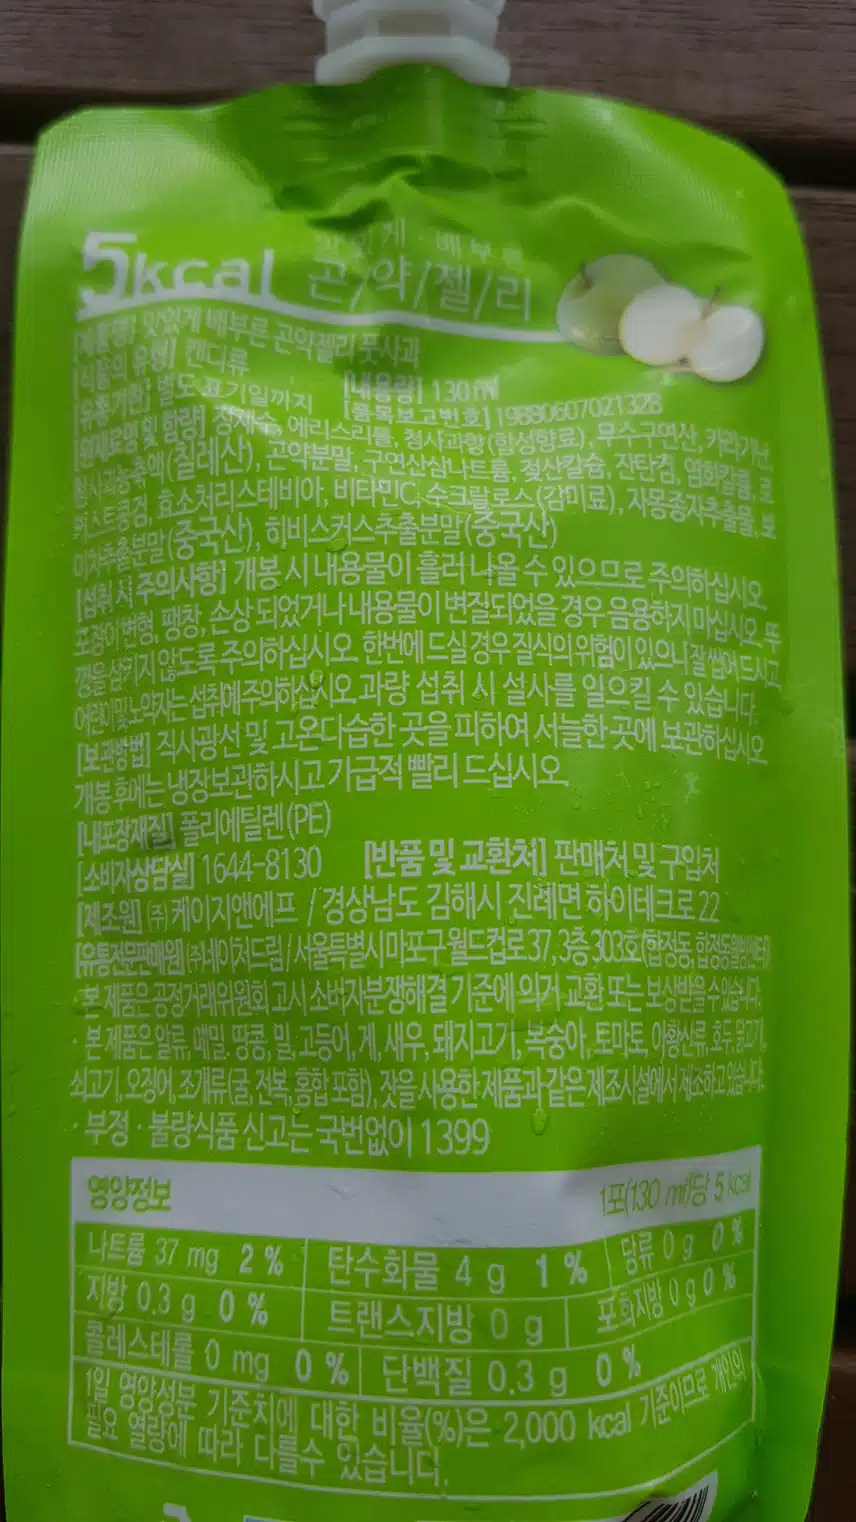 맛있게 · 배부른
5kcal 곤/약/젤/리
[제품명] 맛있게 배부른 곤약젤리 풋사과
[식품의 유형] 캔디류 [내용량] 130ml
[유통기한] 별도 표기일까지 [품목보고번호] 19880607021328
[원재료명 및 함량] 정제수, 에리스리톨, 청사과향(합성향료), 무수구연산, 카라기난,
청사과농축액(칠레산), 곤약분말, 구연산삼나트륨, 젖산칼슘, 잔탄검, 염화칼륨, 로
커스트콩검, 효소처리스테비아, 비타민C, 수크랄로스(감미료), 자몽종자추출물, 보
이차추출분말(중국산), 히비스커스추출분말(중국산)
[섭취 시 주의사항] 개봉 시 내용물이 흘러 나올 수 있으므로 주의하십시오.
포장이 변형, 팽창, 손상 되었거나 내용물이 변질되었을 경우 음용하지 마십시오. 뚜
껑을 삼키지 않도록 주의하십시오. 한번에 드실 경우 질식의 위험이 있으니 잘 씹어 드시고,
어린이 및 노약자는 섭취에 주의하십시오. 과량 섭취 시 설사를 일으킬 수 있습니다.
[보관방법] 직사광선 및 고온다습한 곳을 피하여 서늘한 곳에 보관하십시오.
개봉 후에는 냉장보관하시고 기급적 빨리 드십시오.
[내포장재질] 폴리에틸렌(PE)
[소비자상담실] 1644-8130 [반품 및 교환처] 판매처 및 구입처
[제조원] ㈜케이지앤에프 / 경상남도 김해시 진례면 하이테크로 22
[유통전문판매원] ㈜네이처드림 / 서울특별시 마포구 월드컵로 37, 3층 303호(합정동, 합정동웰빙센터)
· 본 제품은 공정거래위원회 고시 소비자분쟁해결 기준에 의거 교환 또는 보상받을 수 있습니다.
· 본 제품은 알류, 메밀, 땅콩, 밀, 고등어, 게, 새우, 돼지고기, 복숭아, 토마토, 아황산류, 호두, 닭고기,
쇠고기, 오징어, 조개류(굴, 전복, 홍합 포함), 잣을 사용한 제품과 같은 제조시설에서 제조하고 있습니다.
· 부정 · 불량식품 신고는 국번없이 1399
영양정보 1포(130 ml)당 5 kcal
나트륨 37 mg 2 % 탄수화물 4 g 1 % 당류 0 g 0 %
지방 0.3 g 0 % 트랜스지방 0 g 포화지방 0 g 0 %
콜레스테롤 0 mg 0 % 단백질 0.3 g 0 %
1일 영양성분 기준치에 대한 비율(%)은 2,000 kcal 기준이므로 개인의
필요 열량에 따라 다를수 있습니다.